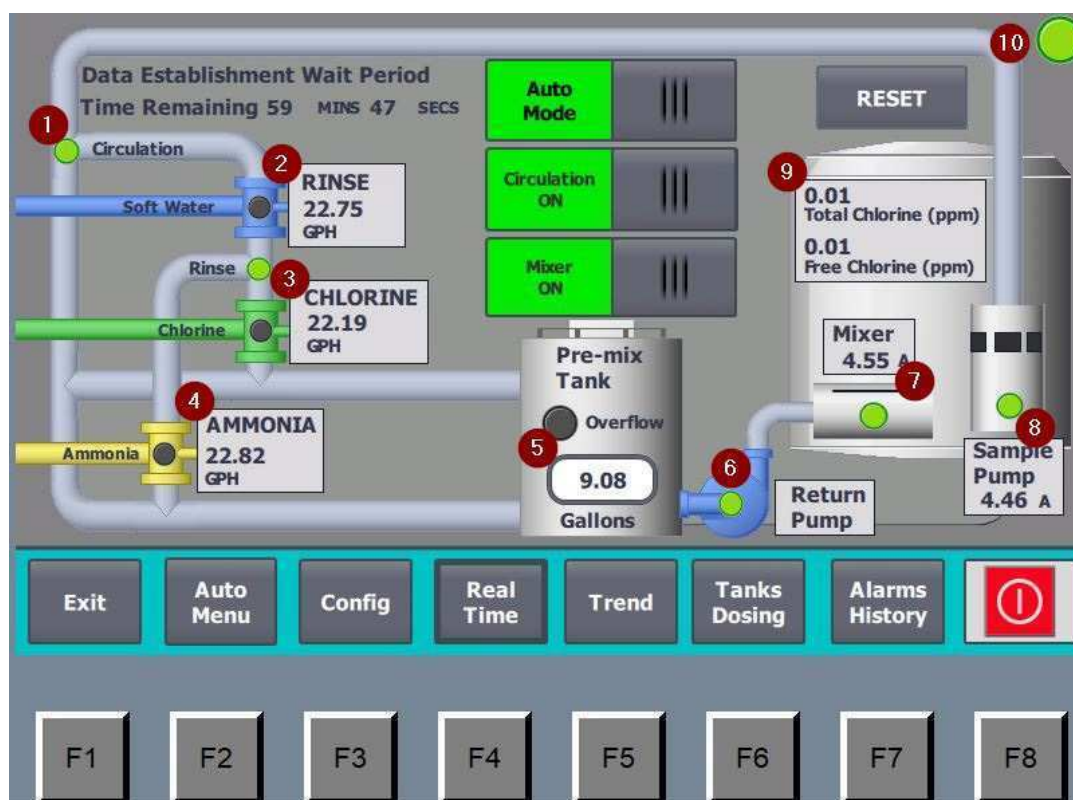 10
Data Establishment Wait Period
Time Remaining 59 MINS 47 SECS
Auto
Mode
RESET
1
Circulation
2
RINSE
22.75
GPH
Soft Water
Circulation
ON
9
0.01
Total Chlorine (ppm)
0.01
Free Chlorine (ppm)
Rinse
3
CHLORINE
22.19
GPH
Chlorine
Mixer
ON
Mixer
4.55 A
7
Pre-mix
Tank
4
AMMONIA
22.82
GPH
Ammonia
Overflow
5
9.08
Gallons
6
Return
Pump
8
Sample
Pump
4.46 A
Exit
Auto
Menu
Config
Real
Time
Trend
Tanks
Dosing
Alarms
History
F1
F2
F3
F4
F5
F6
F7
F8